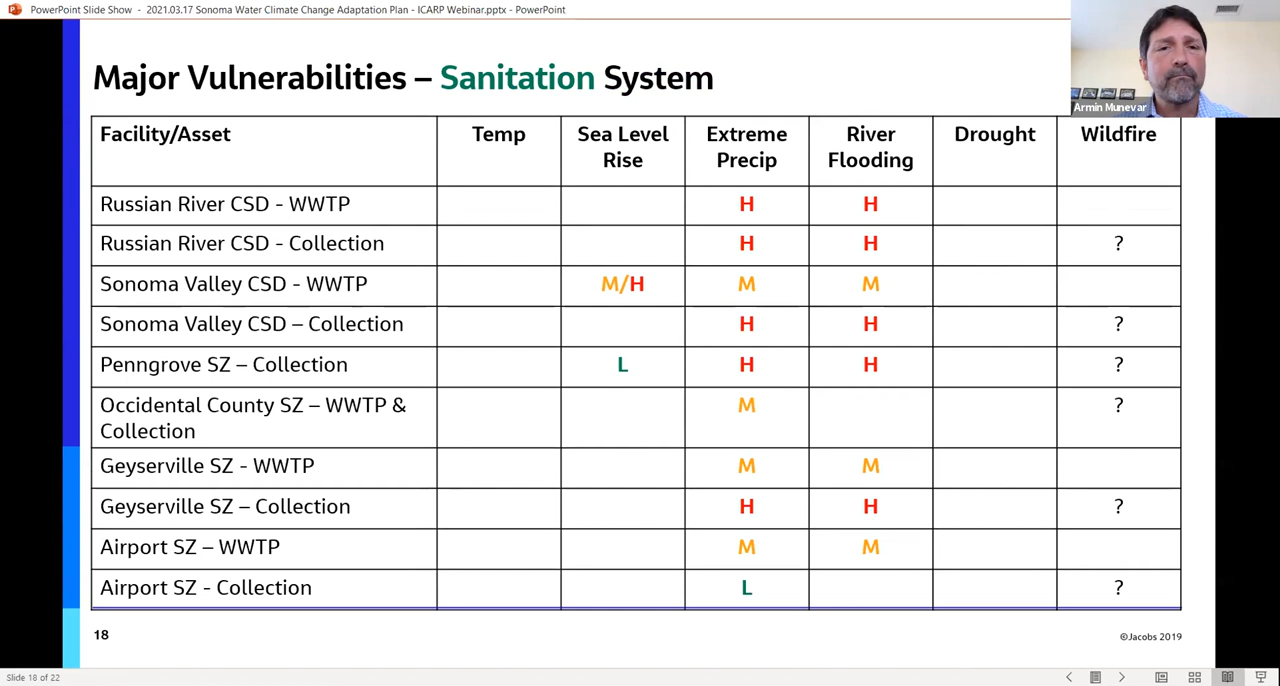 PowerPoint Slide Show - 2021.03.17 Sonoma Water Climate Change Adaptation Plan - ICARP Webinar.pptx - PowerPoint
Armin Munevar
Major Vulnerabilities – Sanitation System
Facility/Asset Temp Sea Level Rise Extreme Precip River Flooding Drought Wildfire
Russian River CSD - WWTP H H
Russian River CSD - Collection H H ?
Sonoma Valley CSD - WWTP M/H M M
Sonoma Valley CSD – Collection H H ?
Penngrove SZ – Collection L H H ?
Occidental County SZ – WWTP & Collection M ?
Geyserville SZ - WWTP M M
Geyserville SZ – Collection H H ?
Airport SZ – WWTP M M
Airport SZ - Collection L ?
18
©Jacobs 2019
Slide 18 of 22